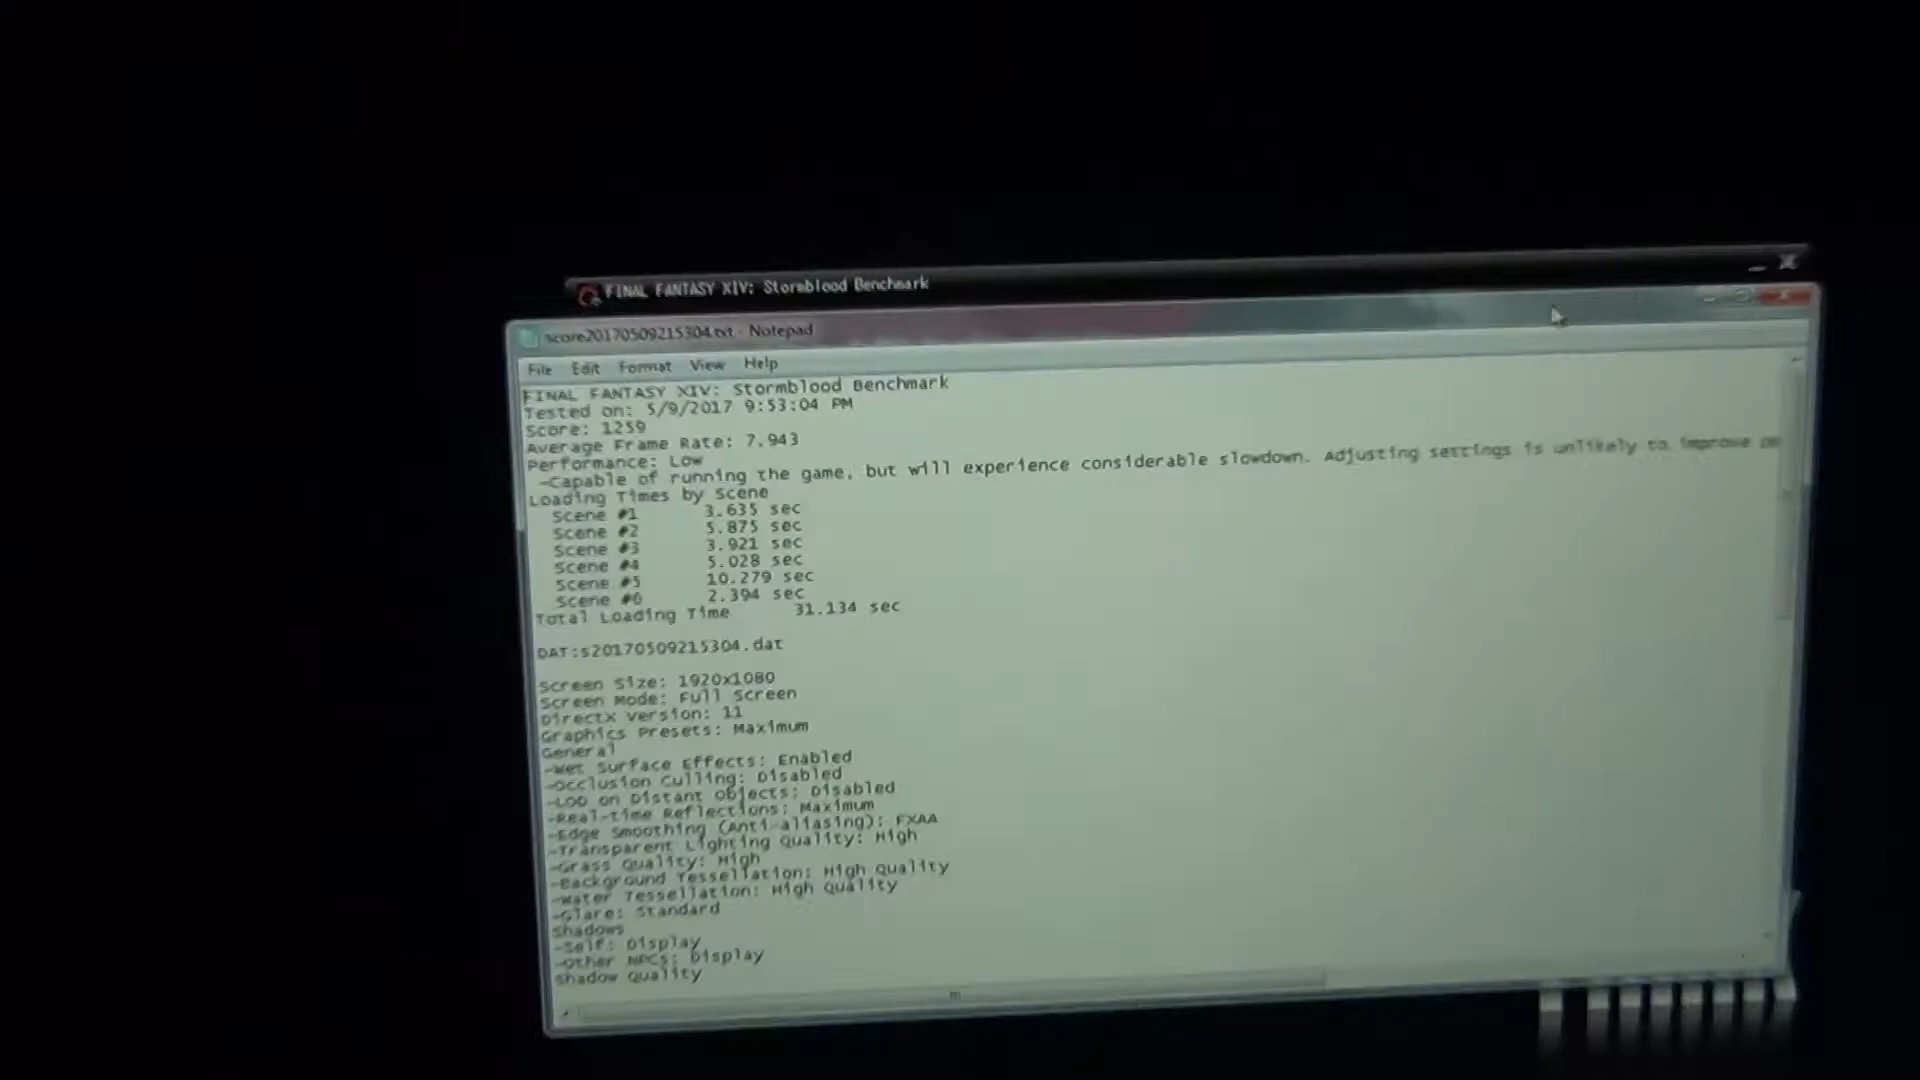 FINAL FANTASY XIV: Stormblood Benchmark
score20170509215304.txt - Notepad
File Edit Format View Help
FINAL FANTASY XIV: Stormblood Benchmark
Tested on: 5/9/2017 9:53:04 PM
Score: 1259
Average Frame Rate: 7.943
Performance: Low
-Capable of running the game, but will experience considerable slowdown. Adjusting settings is unlikely to improve
Loading Times by Scene
Scene #1 3.635 sec
Scene #2 5.875 sec
Scene #3 3.921 sec
Scene #4 5.028 sec
Scene #5 10.279 sec
Scene #6 2.394 sec
Total Loading Time 31.134 sec
DAT:s20170509215304.dat
Screen Size: 1920x1080
Screen Mode: Full Screen
DirectX Version: 11
Graphics Presets: Maximum
General
-Wet Surface Effects: Enabled
-Occlusion Culling: Disabled
-LOD on Distant Objects: Disabled
-Real-time Reflections: Maximum
-Edge Smoothing (Anti-aliasing): FXAA
-Transparent Lighting Quality: High
-Grass Quality: High
-Background Tessellation: High Quality
-Water Tessellation: High Quality
-Glare: Standard
Shadows
-Self: Display
-Other NPCs: Display
Shadow Quality